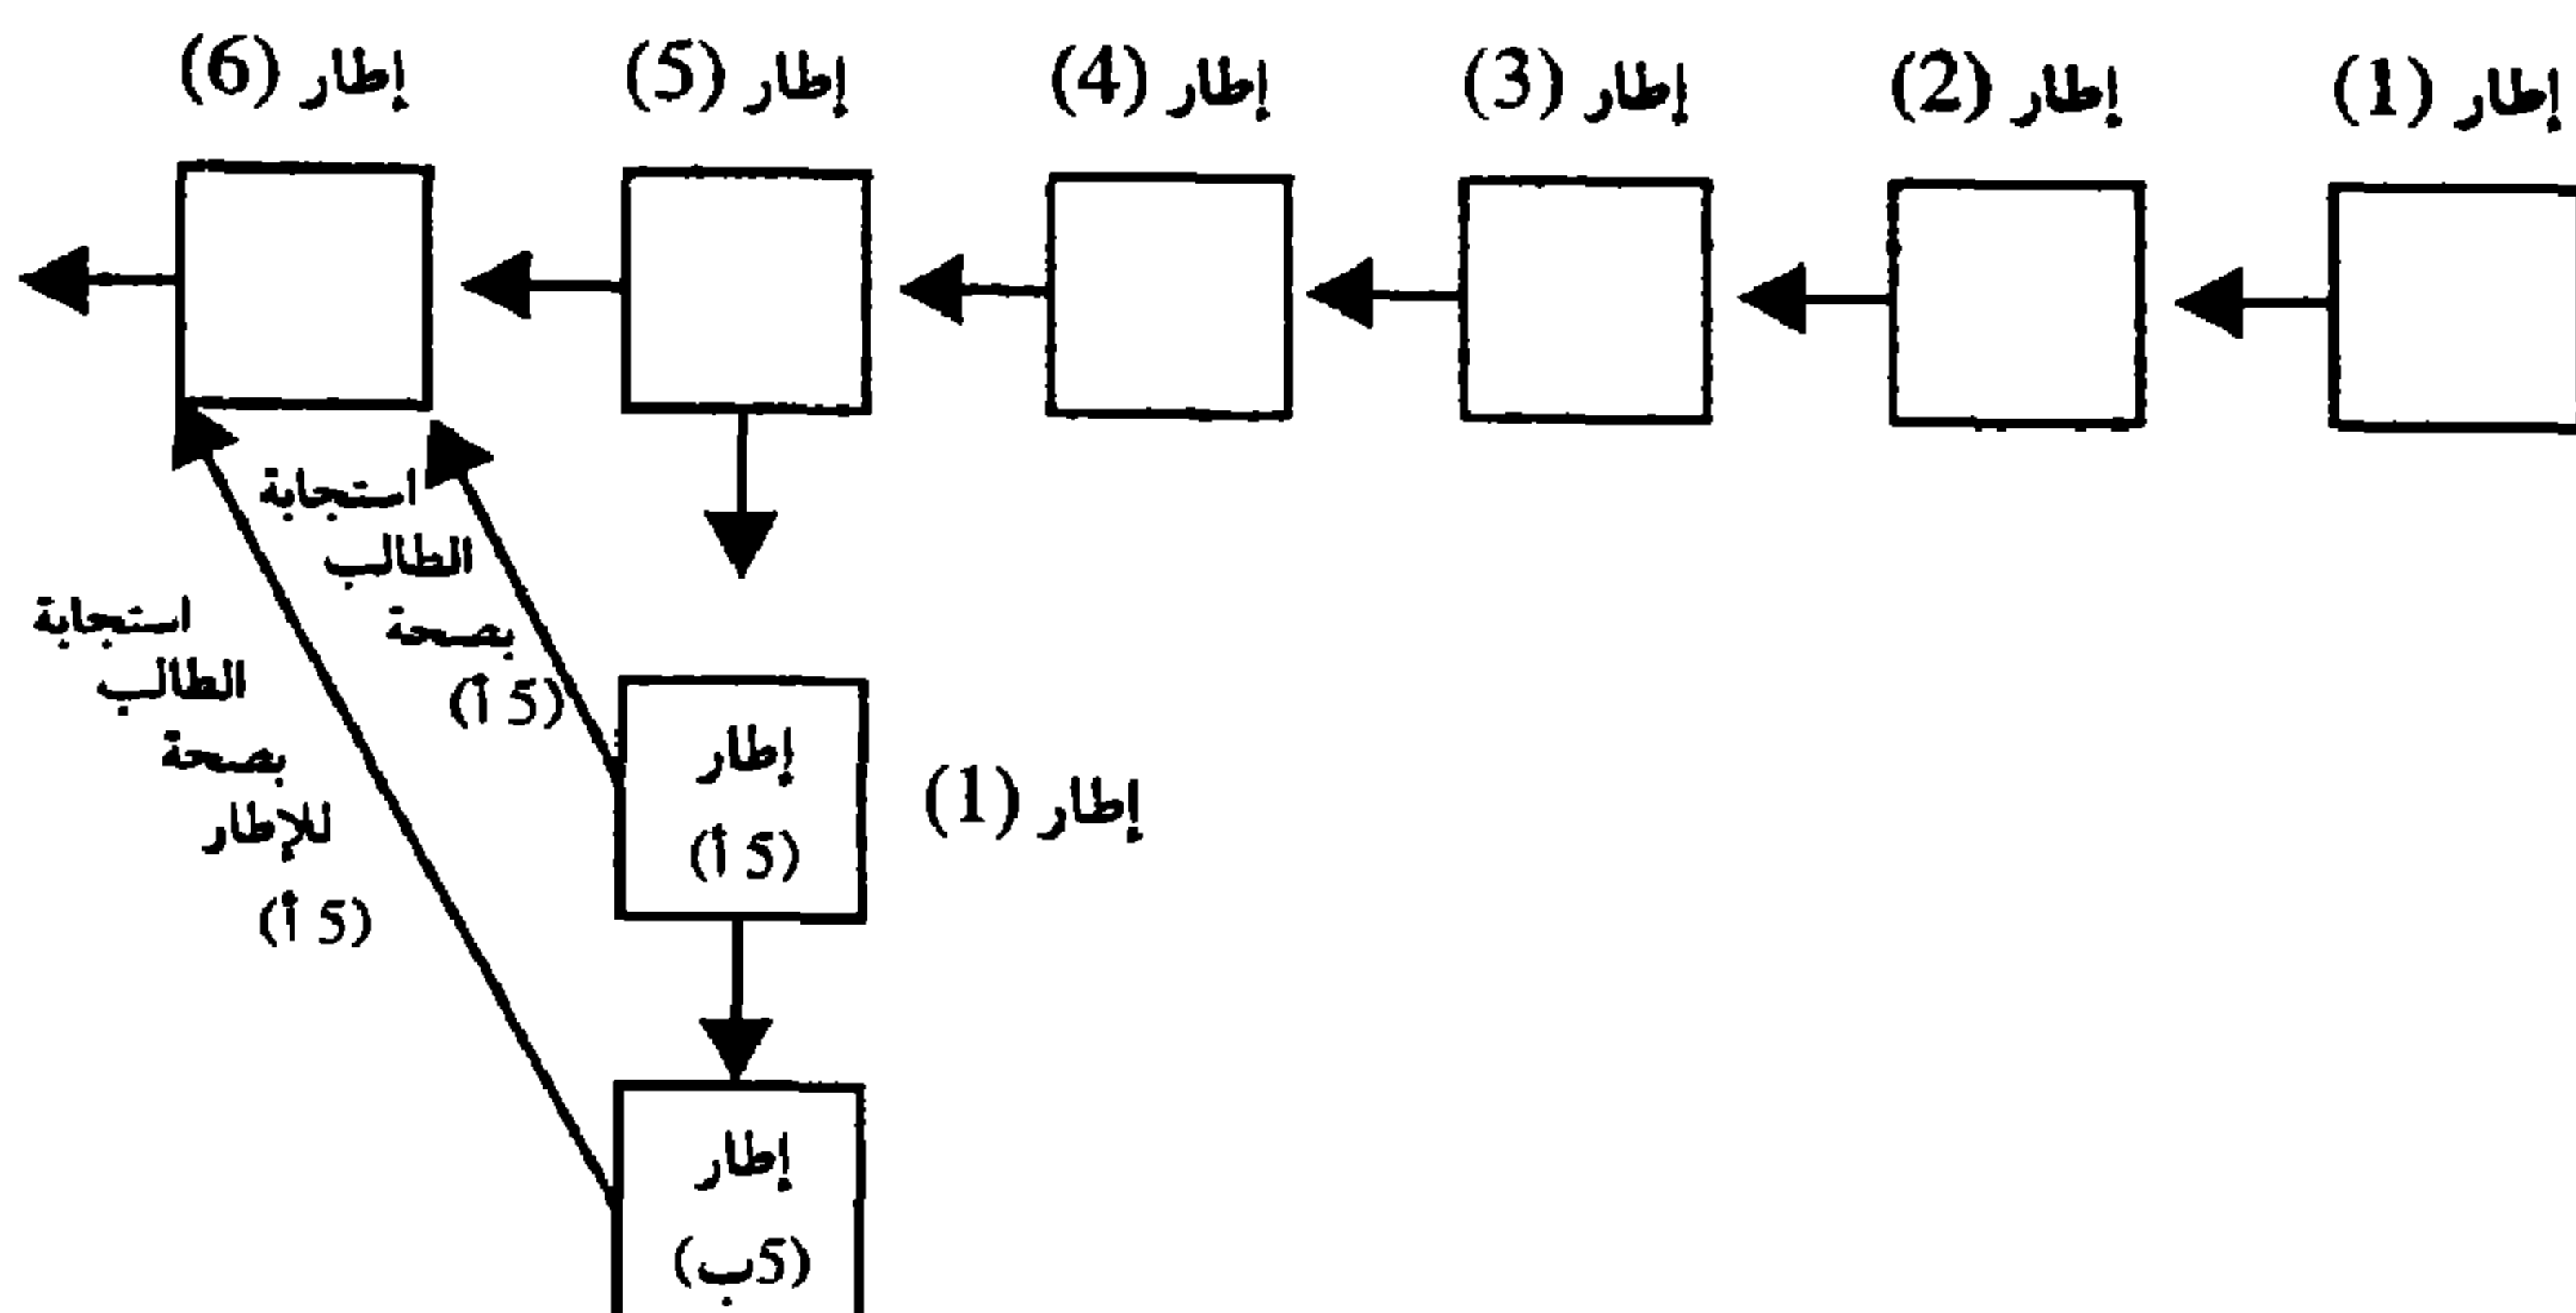 إطار (1)
إطار (2)
إطار (3)
إطار (4)
إطار (5)
إطار (6)
استجابة
الطالب
بصحة
(5 أ)
استجابة
الطالب
بصحة
للإطار
(5 أ)
إطار
(5 أ)
إطار (1)
إطار
(5ب)